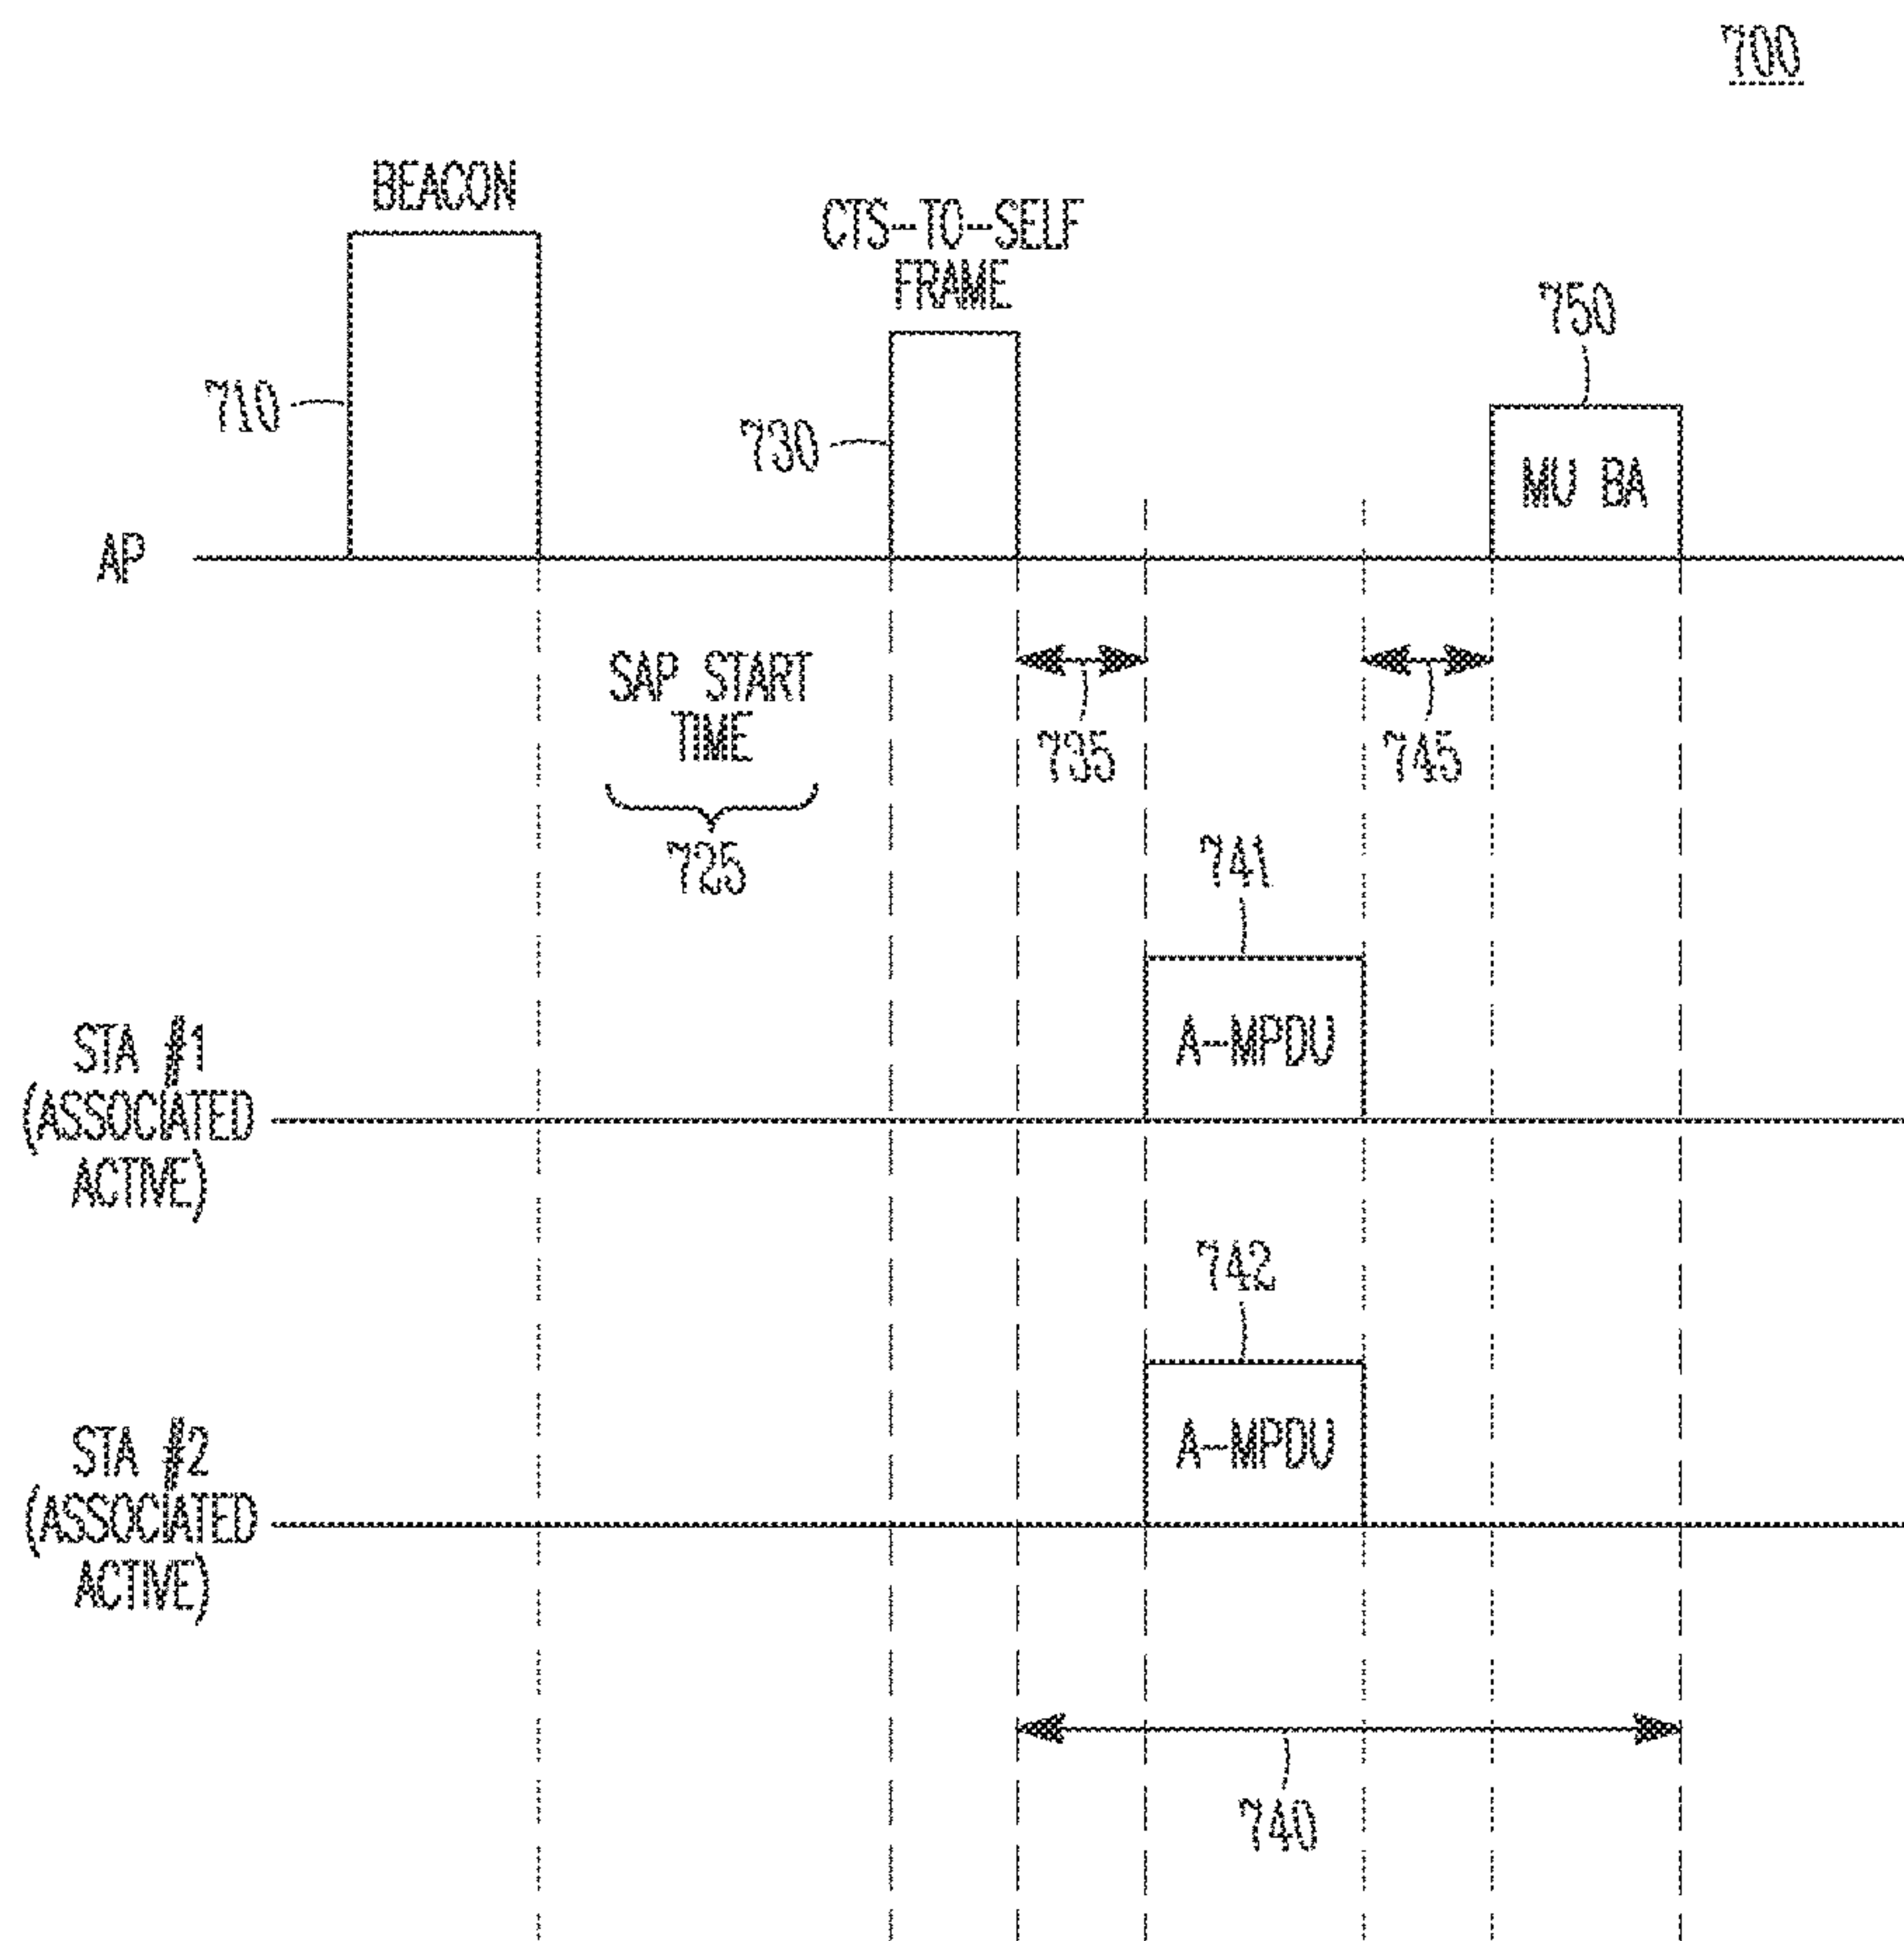 700
BEACON
CTS-TO-SELF
FRAME
750
710
730
MU BA
AP
SAP START
TIME
735
745
725
741
A-MPDU
STA #1
(ASSOCIATED
ACTIVE)
742
A-MPDU
STA #2
(ASSOCIATED
ACTIVE)
740